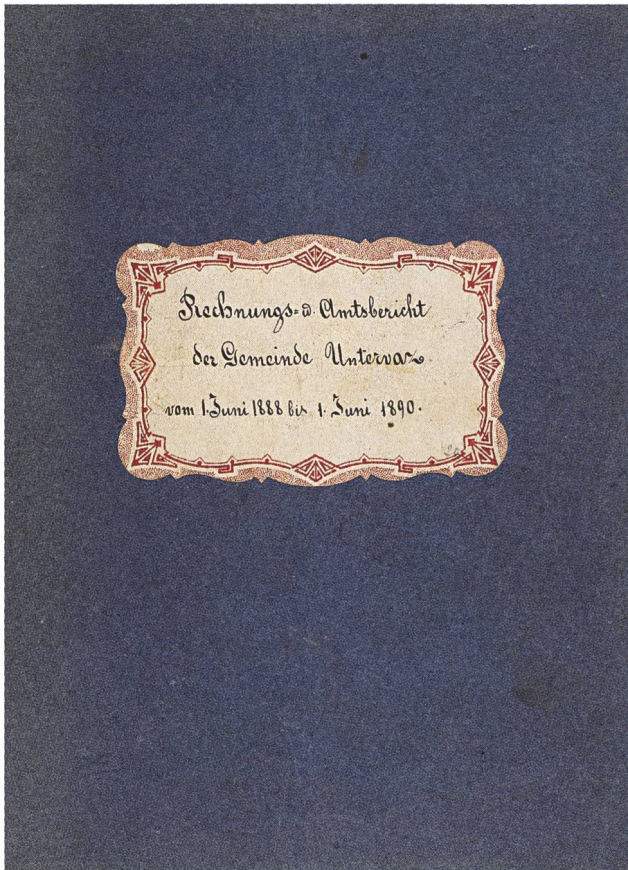 Rechnungs- u. Amtsbericht
der Gemeinde Untervaz
vom 1. Juni 1888 bis 1. Juni 1890.